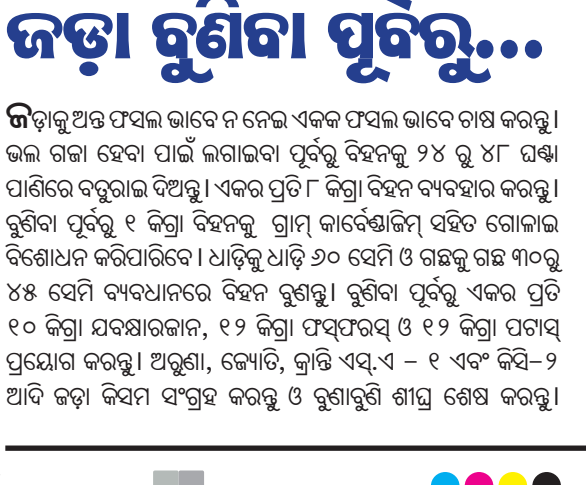 ଜଡ଼ା ବୁଣିବା ପୂର୍ବରୁ...
ଜଡ଼ାକୁ ଅନ୍ତ ଫସଲ ଭାବେ ନ ନେଇ ଏକକ ଫସଲ ଭାବେ ଚାଷ କରନ୍ତୁ।
ଭଲ ଗଜା ହେବା ପାଇଁ ଲଗାଇବା ପୂର୍ବରୁ ବିହନକୁ ୨୪ ରୁ ୪୮ ଘଣ୍ଟା
ପାଣିରେ ବତୁରାଇ ଦିଅନ୍ତୁ। ଏକର ପ୍ରତି ୮ କିଗ୍ରା ବିହନ ବ୍ୟବହାର କରନ୍ତୁ।
ବୁଣିବା ପୂର୍ବରୁ ୧ କିଗ୍ରା ବିହନକୁ ଗ୍ରାମ୍ କାର୍ବେଣ୍ଡାଜିମ୍ ସହିତ ଗୋଳାଇ
ବିଶୋଧନ କରିପାରିବେ। ଧାଡ଼ିକୁ ଧାଡ଼ି ୬୦ ସେମି ଓ ଗଛକୁ ଗଛ ୩୦ରୁ
୪୫ ସେମି ବ୍ୟବଧାନରେ ବିହନ ବୁଣନ୍ତୁ। ବୁଣିବା ପୂର୍ବରୁ ଏକର ପ୍ରତି
୧୦ କିଗ୍ରା ଯବକ୍ଷାରଜାନ, ୧୨ କିଗ୍ରା ଫସ୍‌ଫରସ୍ ଓ ୧୨ କିଗ୍ରା ପଟାସ୍
ପ୍ରୟୋଗ କରନ୍ତୁ। ଅରୁଣା, ଜ୍ୟୋତି, କ୍ରାନ୍ତି ଏସ୍.ଏ – ୧ ଏବଂ କିସି–୨
ଆଦି ଜଡ଼ା କିସମ ସଂଗ୍ରହ କରନ୍ତୁ ଓ ବୁଣାବୁଣି ଶୀଘ୍ର ଶେଷ କରନ୍ତୁ।